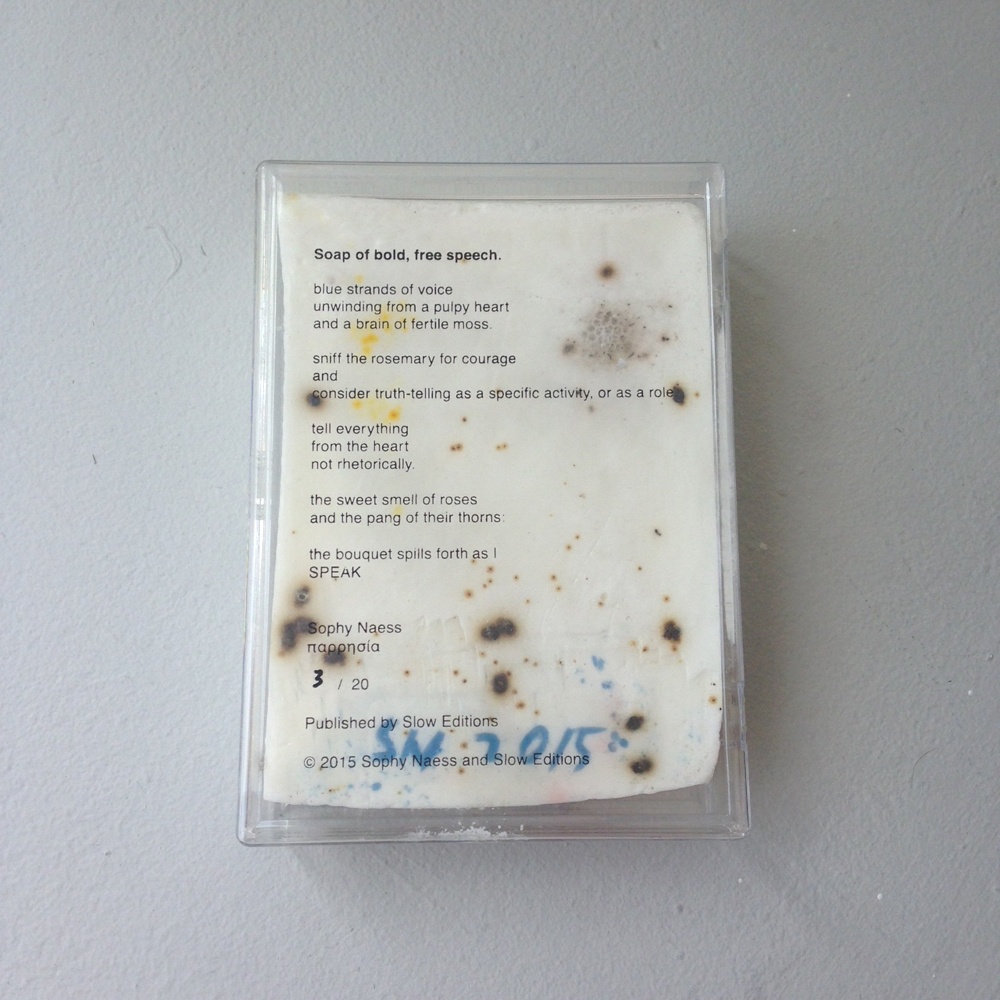 Soap of bold, free speech.
blue strands of voice
unwinding from a pulpy heart
and a brain of fertile moss.
sniff the rosemary for courage
and
consider truth-telling as a specific activity, or as a role
tell everything
from the heart
not rhetorically.
the sweet smell of roses
and the pang of their thorns:
the bouquet spills forth as I
SPEAK
Sophy Naess
παρρησία
3 / 20
Published by Slow Editions
SN 2015
© 2015 Sophy Naess and Slow Editions